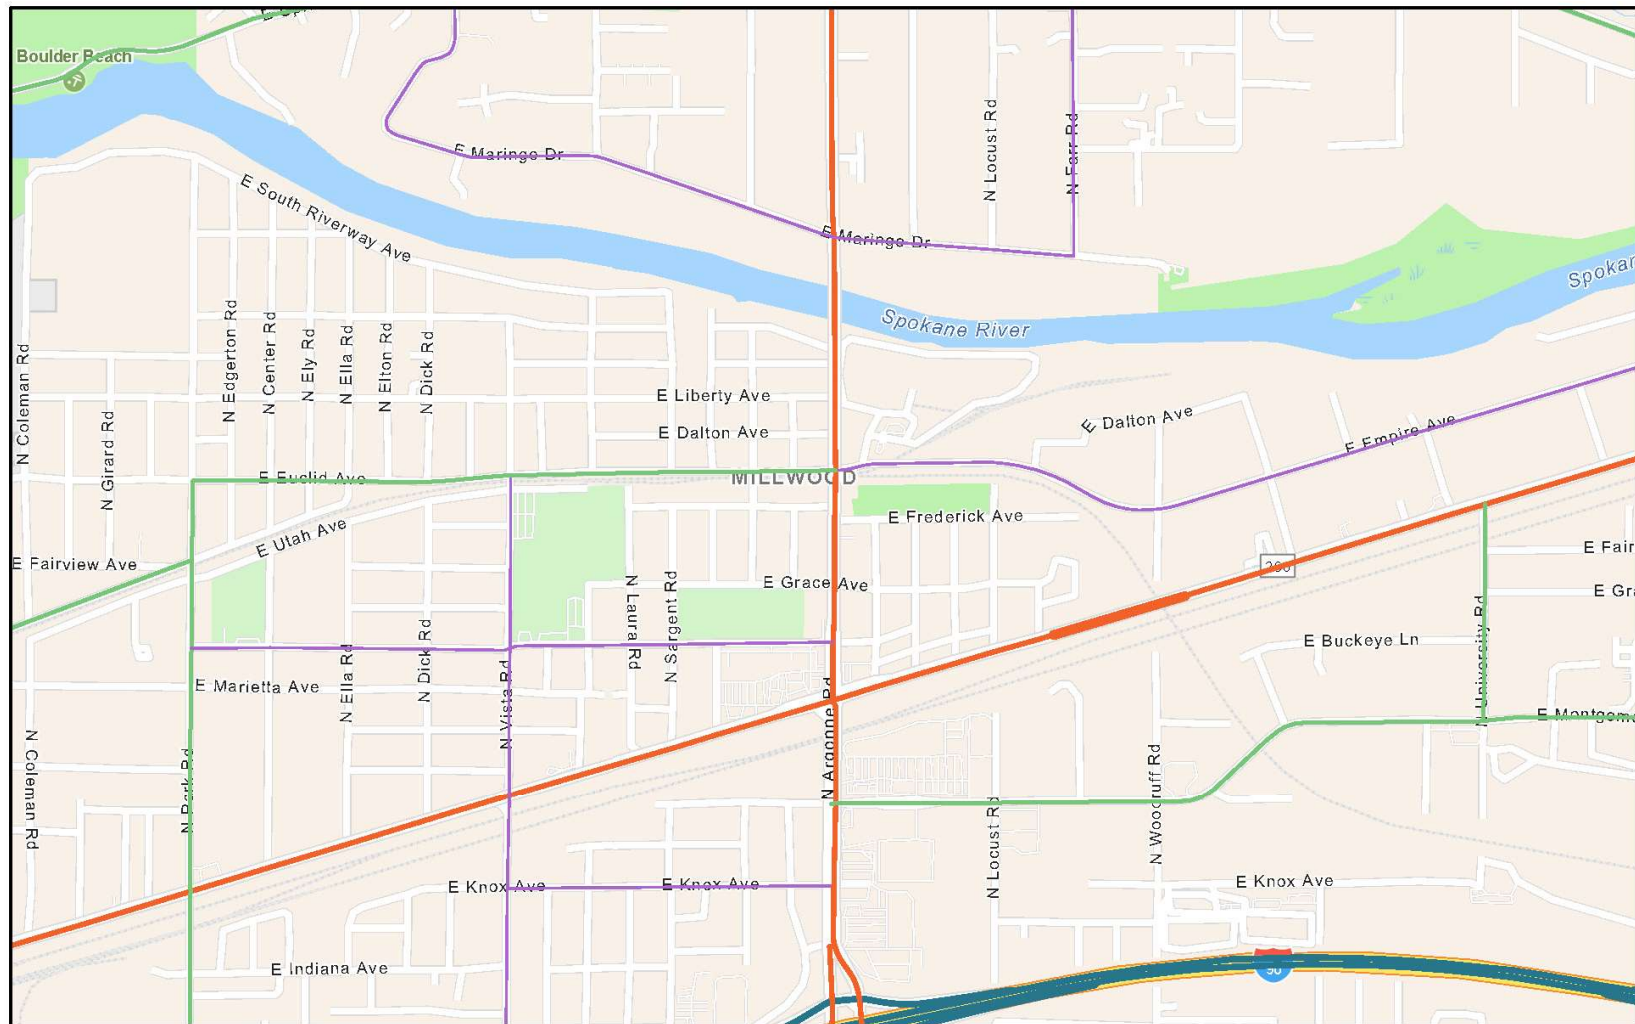 Boulder Beach
E Maringo Dr
N Locust Rd
N Farr Rd
E South Riverway Ave
E Maringo Dr
Spokane River
N Coleman Rd
N Girard Rd
N Edgerton Rd
N Center Rd
N Ely Rd
N Ella Rd
N Elton Rd
N Dick Rd
E Liberty Ave
E Dalton Ave
E Dalton Ave
E Empire Ave
E Euclid Ave
MILLWOOD
E Utah Ave
E Frederick Ave
E Fairview Ave
E Grace Ave
N Laura Rd
N Sargent Rd
E Buckeye Ln
N University Rd
E Marietta Ave
N Ella Rd
N Dick Rd
N Vista Rd
N Argonne Rd
N Coleman Rd
N Park Rd
N Locust Rd
N Woodruff Rd
E Knox Ave
E Knox Ave
E Knox Ave
E Indiana Ave
90